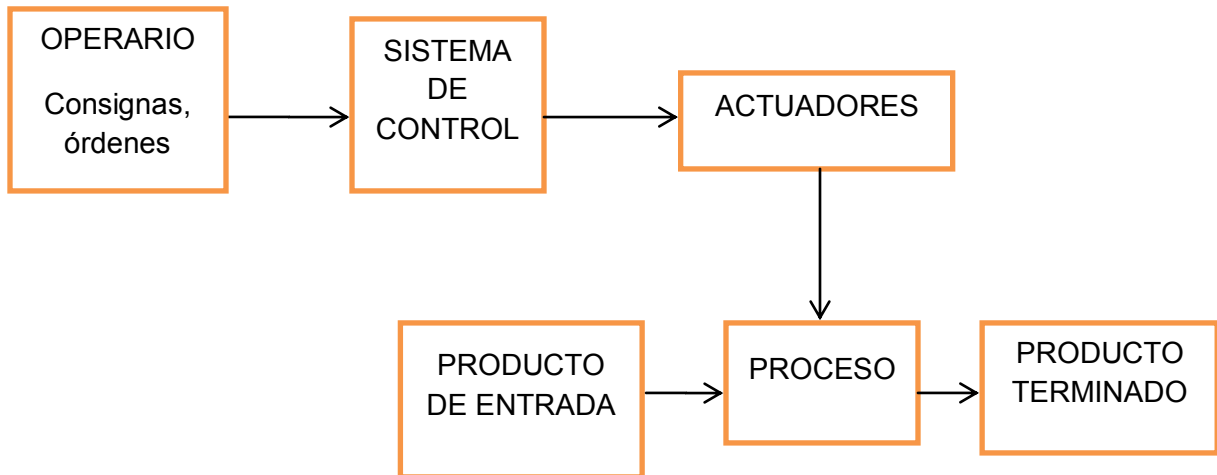 OPERARIO
Consignas,
órdenes
SISTEMA
DE
CONTROL
ACTUADORES
PRODUCTO
DE ENTRADA
PROCESO
PRODUCTO
TERMINADO